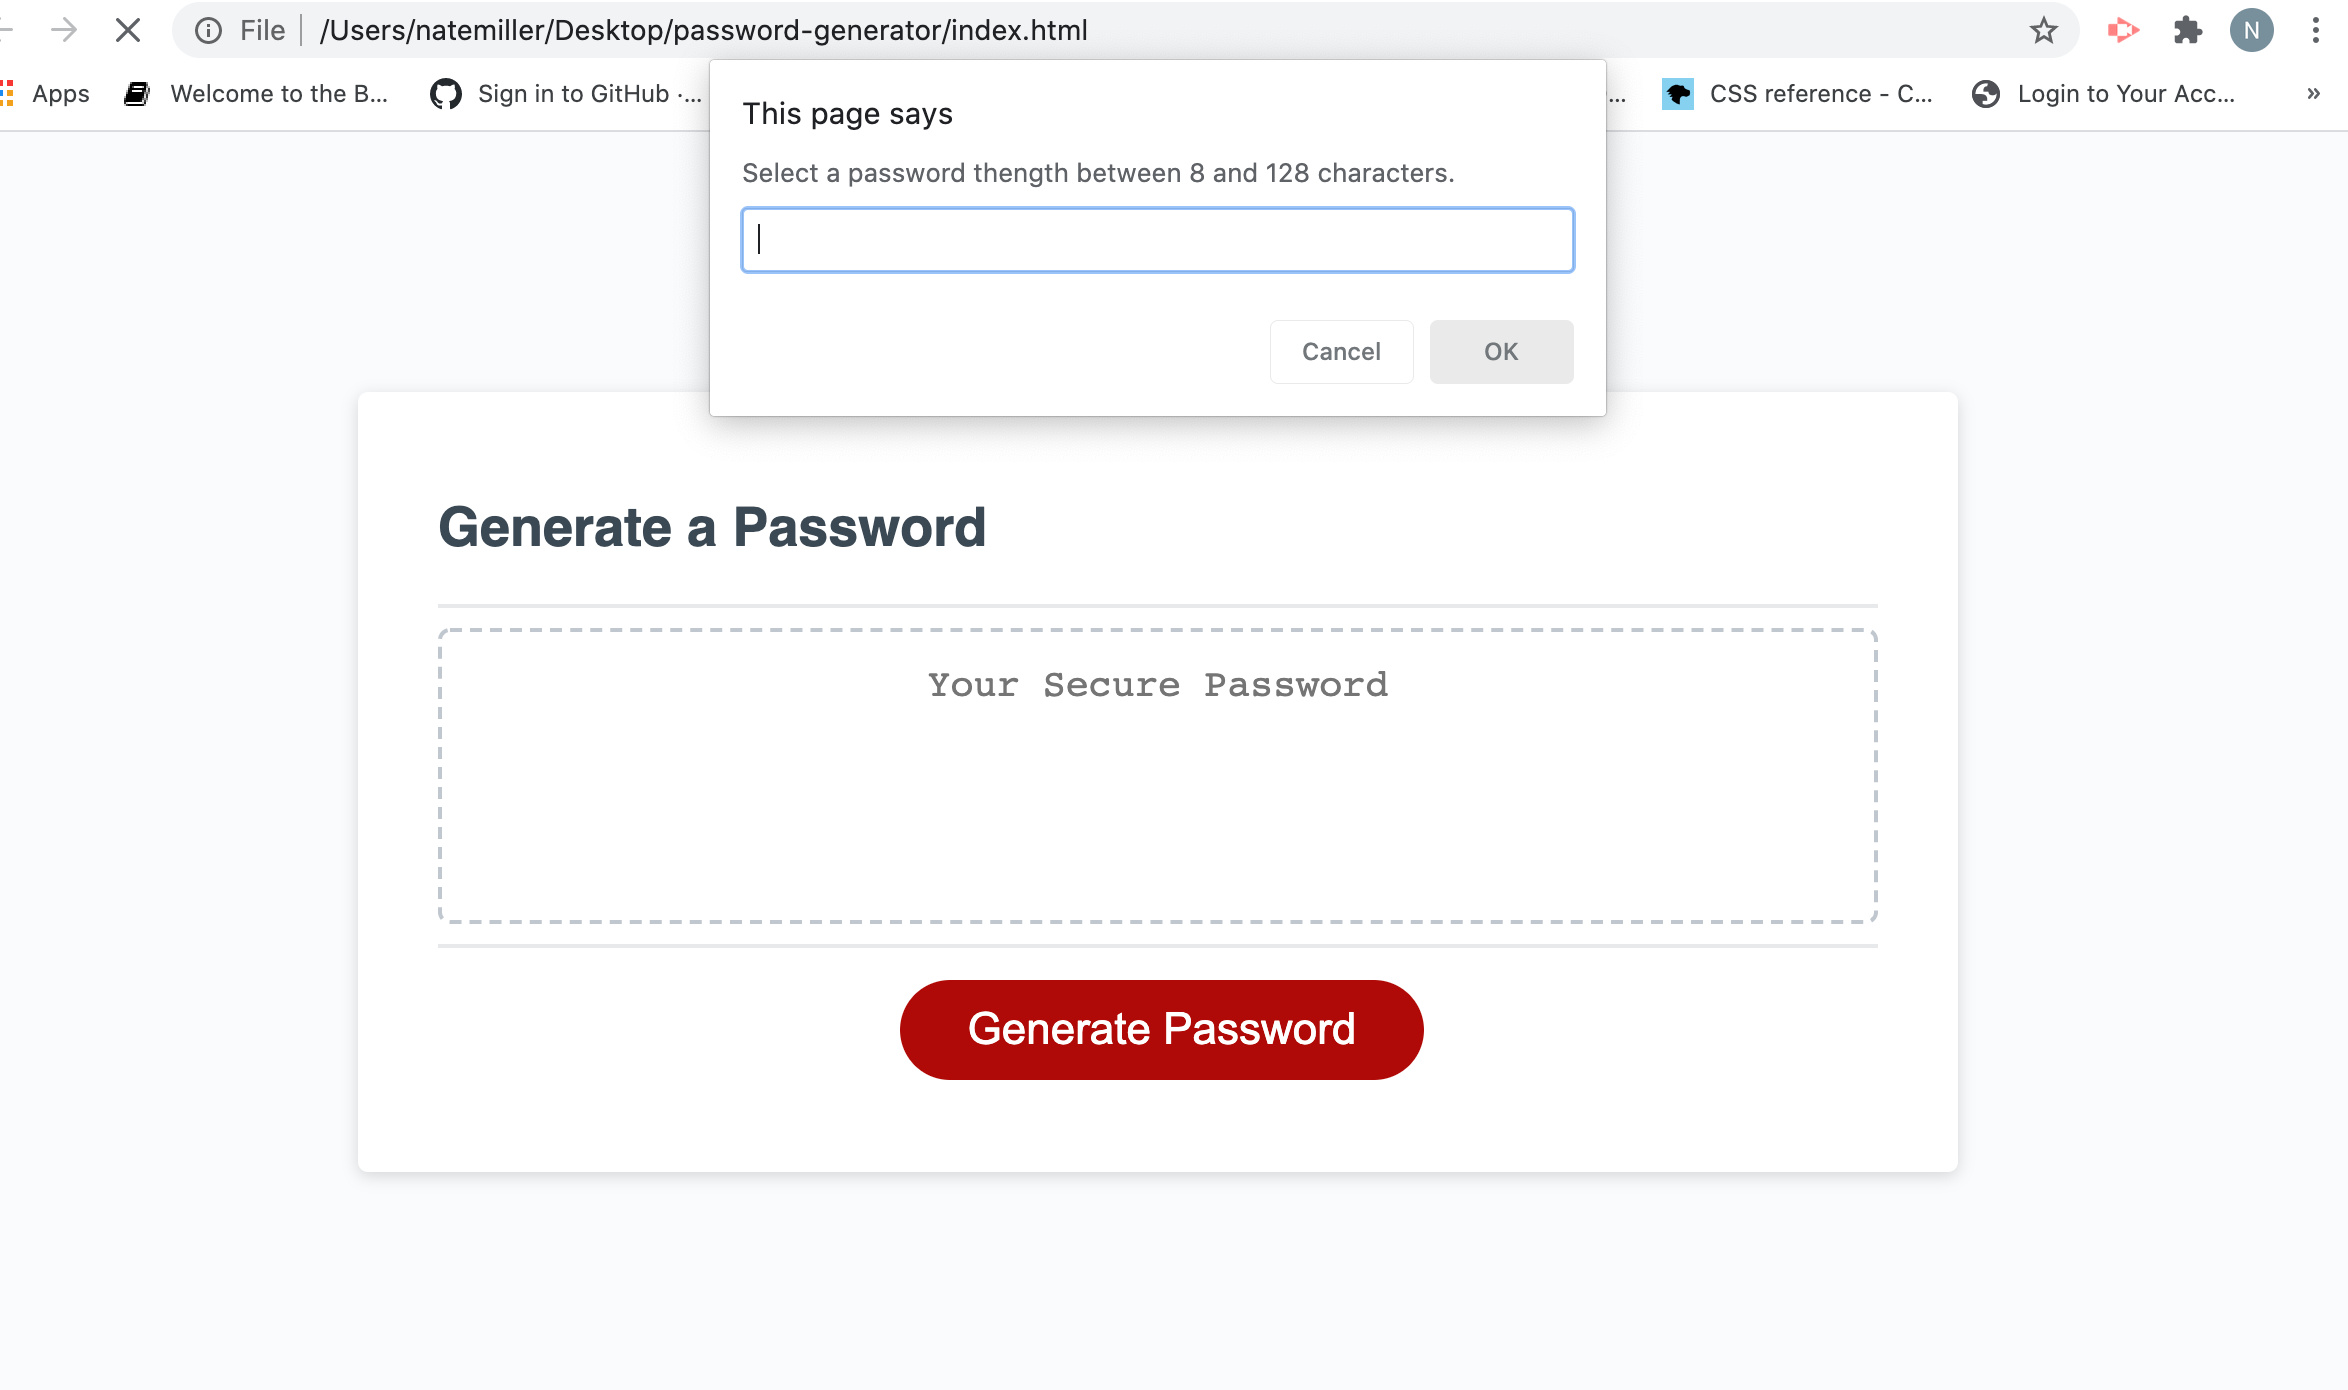 File /Users/natemiller/Desktop/password-generator/index.html
N
Apps Welcome to the B... Sign in to GitHub ·... ... CSS reference - C... Login to Your Acc... »
This page says
Select a password thength between 8 and 128 characters.
Cancel OK
Generate a Password
Your Secure Password
Generate Password